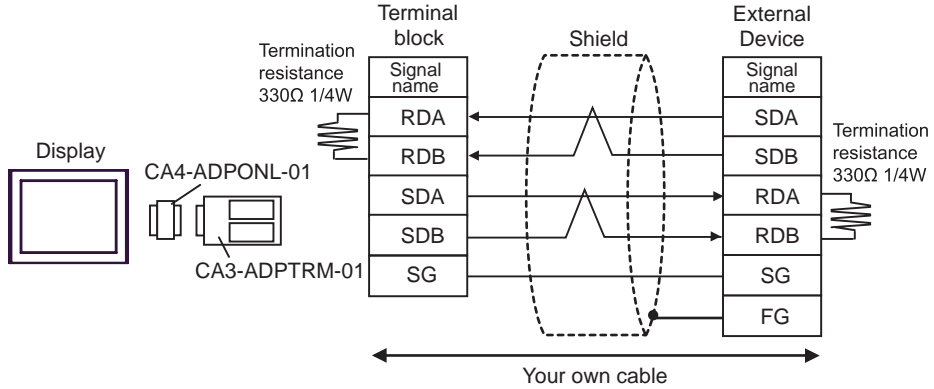 Terminal
block
External
Device
Shield
Termination
resistance
330Ω 1/4W
Signal
name
Signal
name
RDA
SDA
RDB
SDB
Termination
resistance
330Ω 1/4W
Display
CA4-ADPONL-01
SDA
RDA
SDB
RDB
CA3-ADPTRM-01
SG
SG
FG
Your own cable